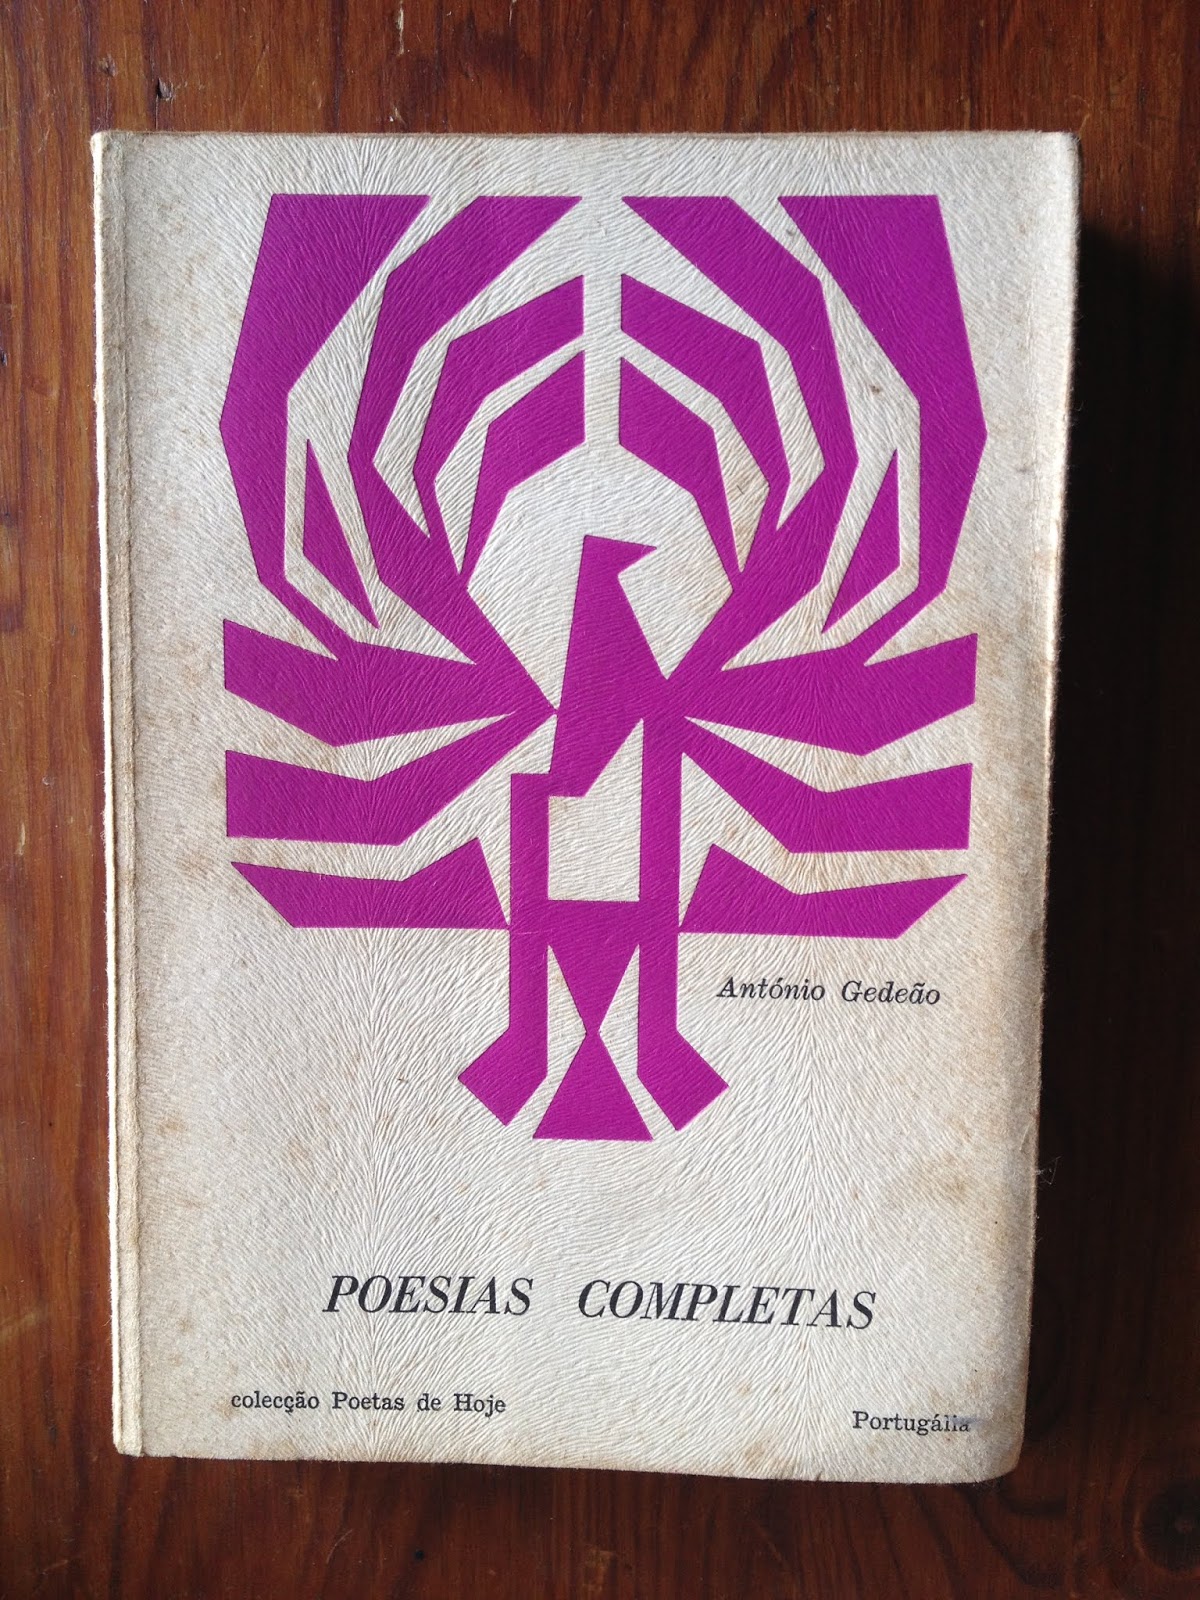 António Gedeão
POESIAS COMPLETAS
colecção Poetas de Hoje
Portugália